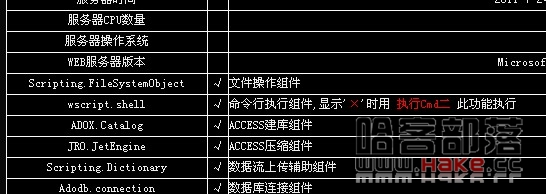 服务器CPU数量
服务器操作系统
WEB服务器版本 Microsoft
Scripting.FileSystemObject √ 文件操作组件
wscript.shell √ 命令行执行组件,显示'×'时用 执行Cmd二 此功能执行
ADOX.Catalog √ ACCESS建库组件
JRO.JetEngine √ ACCESS压缩组件
Scripting.Dictionary √ 数据流上传辅助组件
Adodb.connection √ 数据库连接组件
哈客部落
www.Hake.cc